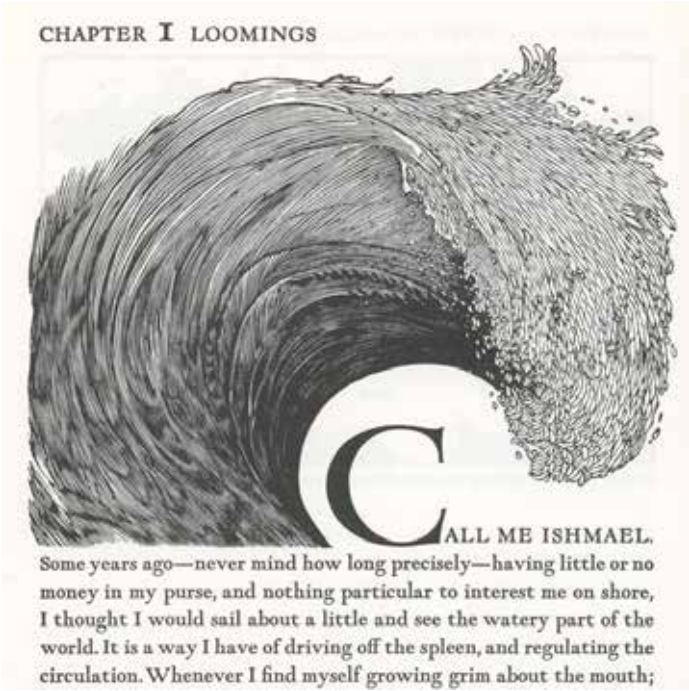 CHAPTER I LOOMINGS
CALL ME ISHMAEL.
Some years ago—never mind how long precisely—having little or no
money in my purse, and nothing particular to interest me on shore,
I thought I would sail about a little and see the watery part of the
world. It is a way I have of driving off the spleen, and regulating the
circulation. Whenever I find myself growing grim about the mouth;